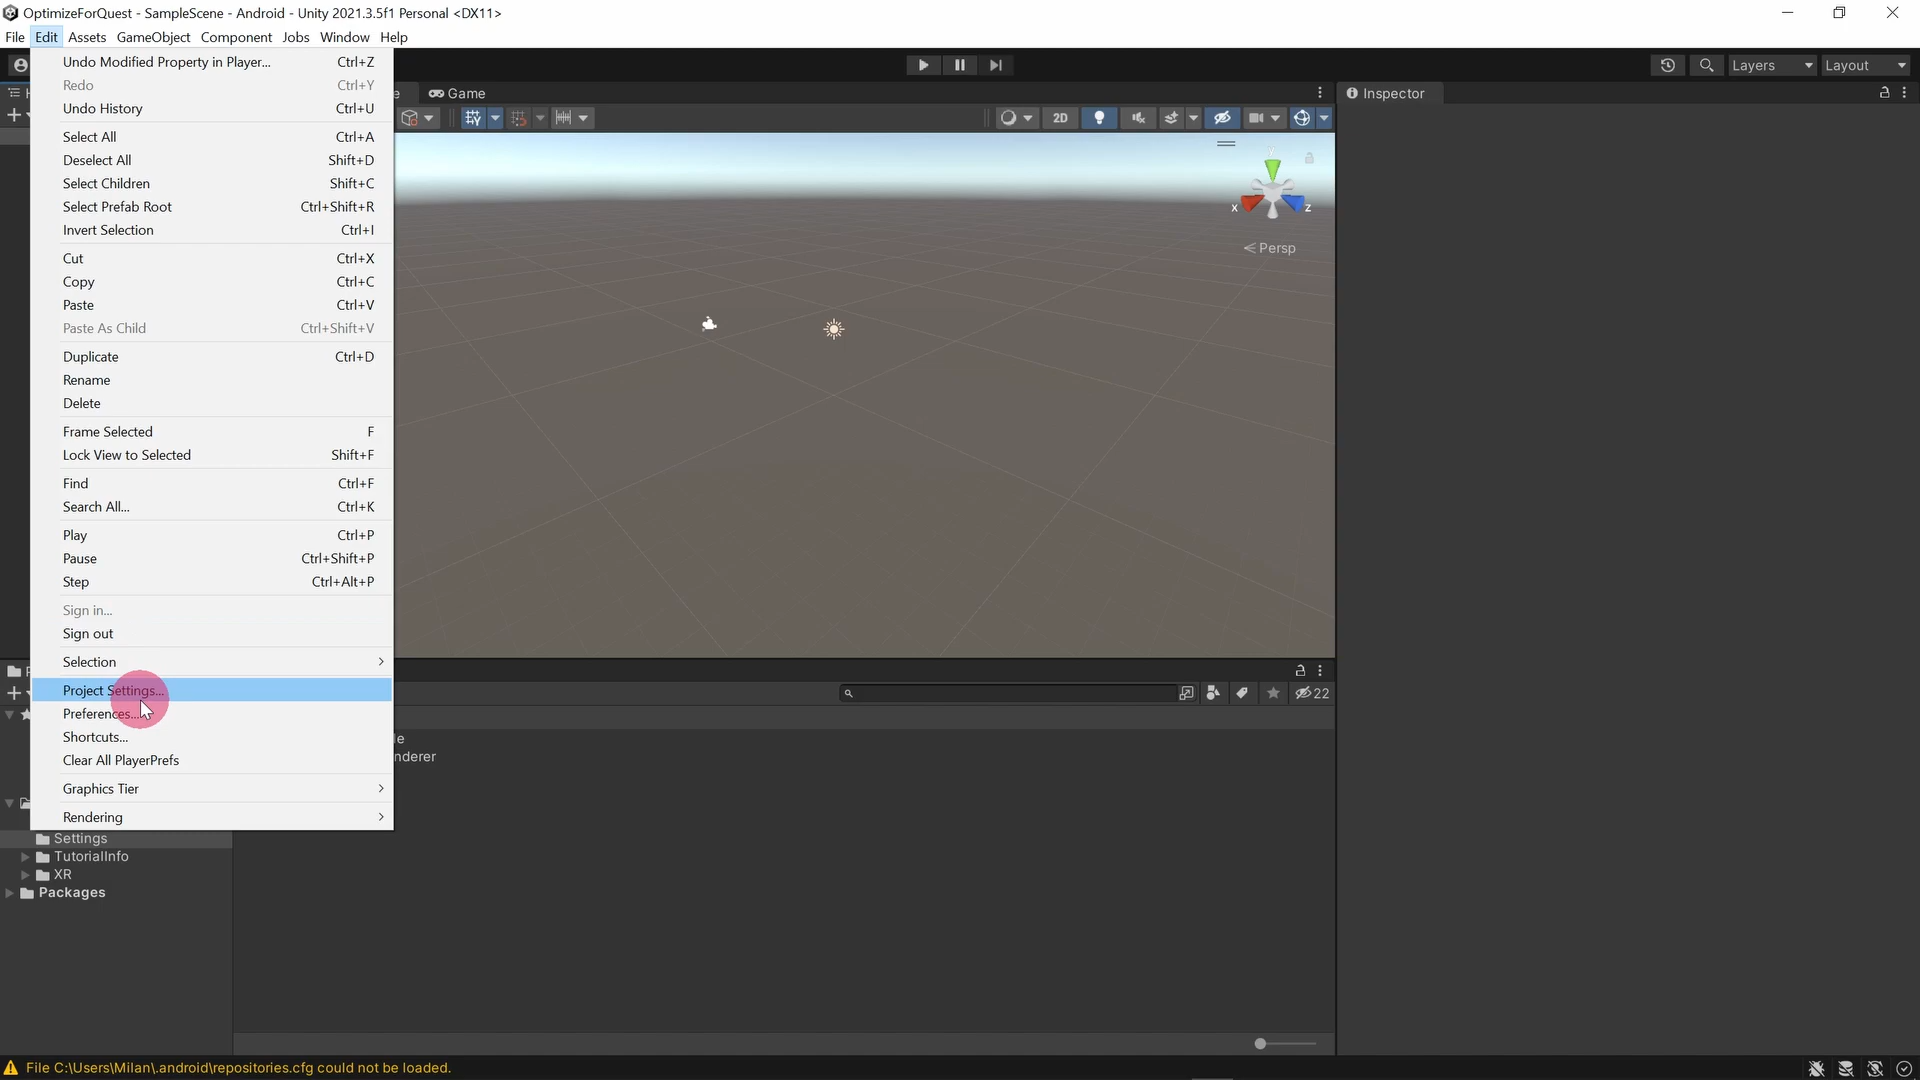 OptimizeForQuest - SampleScene - Android - Unity 2021.3.5f1 Personal <DX11>
File Edit Assets GameObject Component Jobs Window Help
Undo Modified Property in Player... Ctrl+Z
Redo Ctrl+Y
Undo History Ctrl+U
Select All Ctrl+A
Deselect All Shift+D
Select Children Shift+C
Select Prefab Root Ctrl+Shift+R
Invert Selection Ctrl+I
Cut Ctrl+X
Copy Ctrl+C
Paste Ctrl+V
Paste As Child Ctrl+Shift+V
Duplicate Ctrl+D
Rename
Delete
Frame Selected F
Lock View to Selected Shift+F
Find Ctrl+F
Search All... Ctrl+K
Play Ctrl+P
Pause Ctrl+Shift+P
Step Ctrl+Alt+P
Sign in...
Sign out
Selection
Project Settings...
Preferences...
Shortcuts...
Clear All PlayerPrefs
Graphics Tier
Rendering
Layers Layout
e Game
2D
y
x z
Persp
Inspector
22
le
nderer
Settings
TutorialInfo
XR
Packages
File C:\Users\Milan\.android\repositories.cfg could not be loaded.